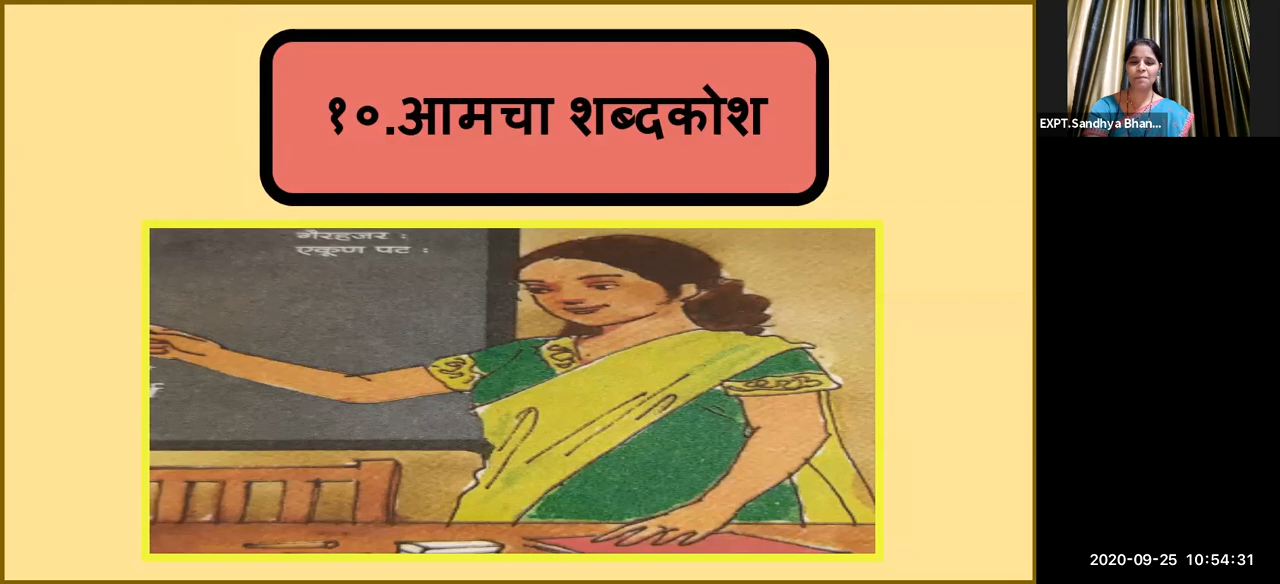 १०.आमचा शब्दकोश
गैरहजर :
एकूण पट :
EXPT.Sandhya Bhan...
2020-09-25 10:54:31